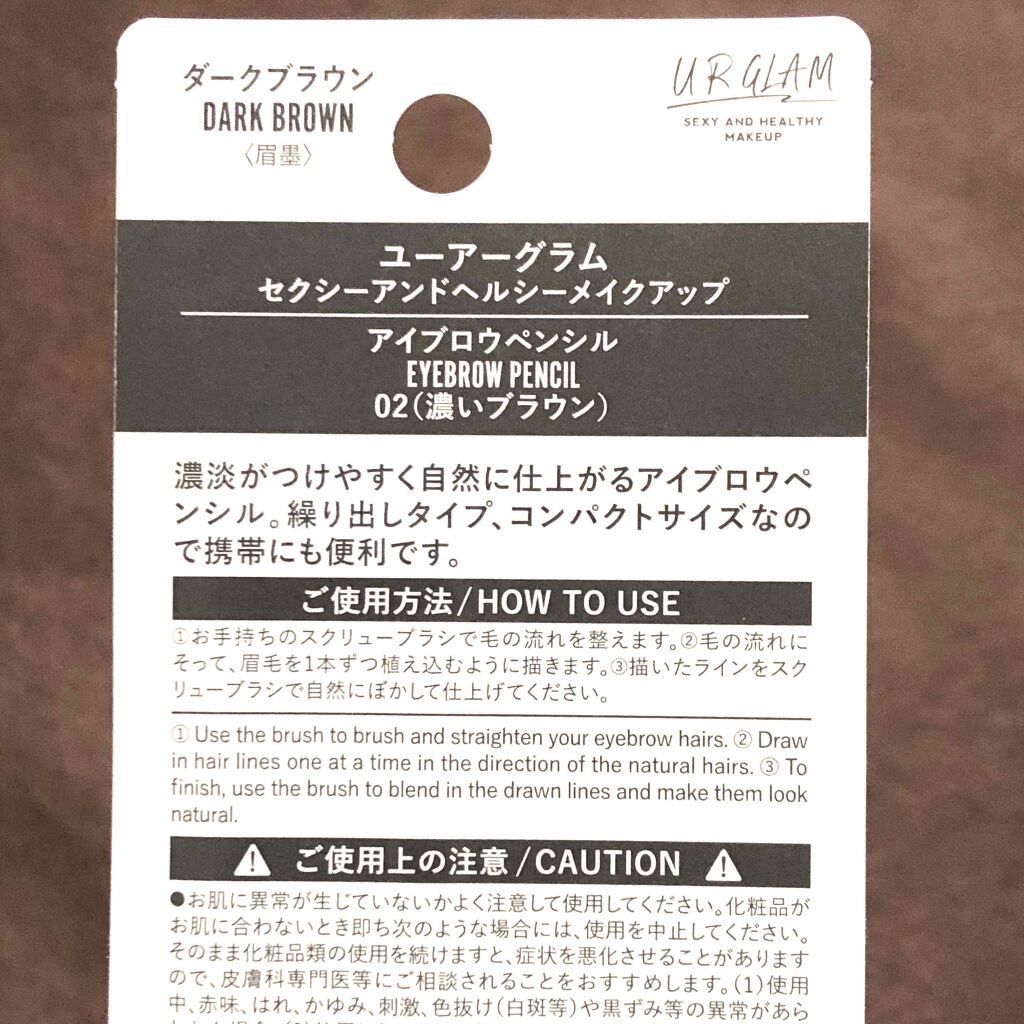 ダークブラウン
DARK BROWN
〈眉墨〉
UR GLAM
SEXY AND HEALTHY
MAKEUP
ユーアーグラム
セクシーアンドヘルシーメイクアップ
アイブロウペンシル
EYEBROW PENCIL
02(濃いブラウン)
濃淡がつけやすく自然に仕上がるアイブロウペ
ンシル。繰り出しタイプ、コンパクトサイズなの
で携帯にも便利です。
ご使用方法/HOW TO USE
①お手持ちのスクリューブラシで毛の流れを整えます。②毛の流れに
そって、眉毛を1本ずつ植え込むように描きます。③描いたラインをスク
リューブラシで自然にぼかして仕上げてください。
① Use the brush to brush and straighten your eyebrow hairs. ② Draw
in hair lines one at a time in the direction of the natural hairs. ③ To
finish, use the brush to blend in the drawn lines and make them look
natural.
ご使用上の注意/CAUTION
●お肌に異常が生じていないかよく注意して使用してください。化粧品が
お肌に合わないとき即ち次のような場合には、使用を中止してください。
そのまま化粧品類の使用を続けますと、症状を悪化させることがあります
ので、皮膚科専門医等にご相談されることをおすすめします。(1)使用
中、赤味、はれ、かゆみ、刺激、色抜け(白斑等)や黒ずみ等の異常があら